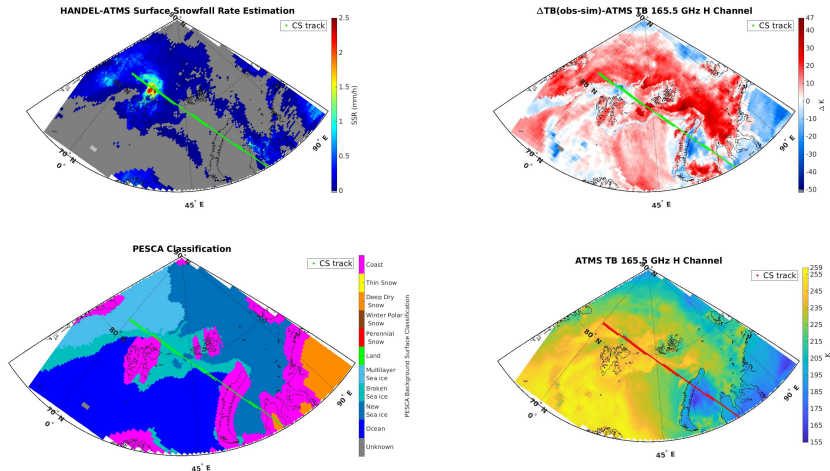 HANDEL-ATMS Surface Snowfall Rate Estimation
+ CS track
2.5
2
1.5
1
0.5
0
SSR (mm/h)
90° N
70° N
0°
45° E
90° E
ΔTB(obs-sim)-ATMS TB 165.5 GHz H Channel
+ CS track
47
40
30
20
10
0
-10
-20
-30
-40
-50
Δ K
90° N
80° N
70° N
0°
45° E
90° E
PESCA Classification
+ CS track
Coast
Thin Snow
Deep Dry
Snow
Winter Polar
Snow
Perennial
Snow
Land
Multilayer
Sea ice
Broken
Sea ice
New
Sea ice
Ocean
Unknown
PESCA Background Surface Classification
90° N
80°
70° N
0°
45° E
90° E
ATMS TB 165.5 GHz H Channel
+ CS track
259
255
245
235
225
215
205
195
185
175
165
155
K
90° N
80° N
70° N
0°
45° E
90° E